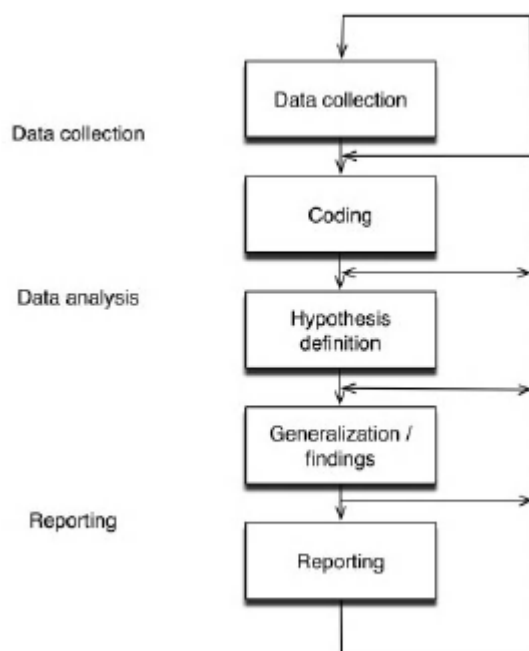 Data collection
Data collection
Coding
Data analysis
Hypothesis
definition
Generalization /
findings
Reporting
Reporting